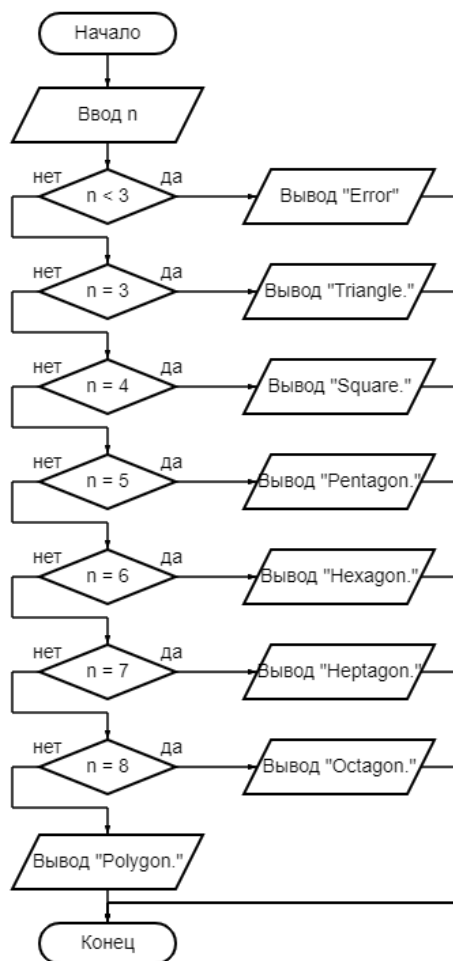 Начало
Ввод n
нет да
n < 3
Вывод "Error"
нет да
n = 3
Вывод "Triangle."
нет да
n = 4
Вывод "Square."
нет да
n = 5
Вывод "Pentagon."
нет да
n = 6
Вывод "Hexagon."
нет да
n = 7
Вывод "Heptagon."
нет да
n = 8
Вывод "Octagon."
Вывод "Polygon."
Конец